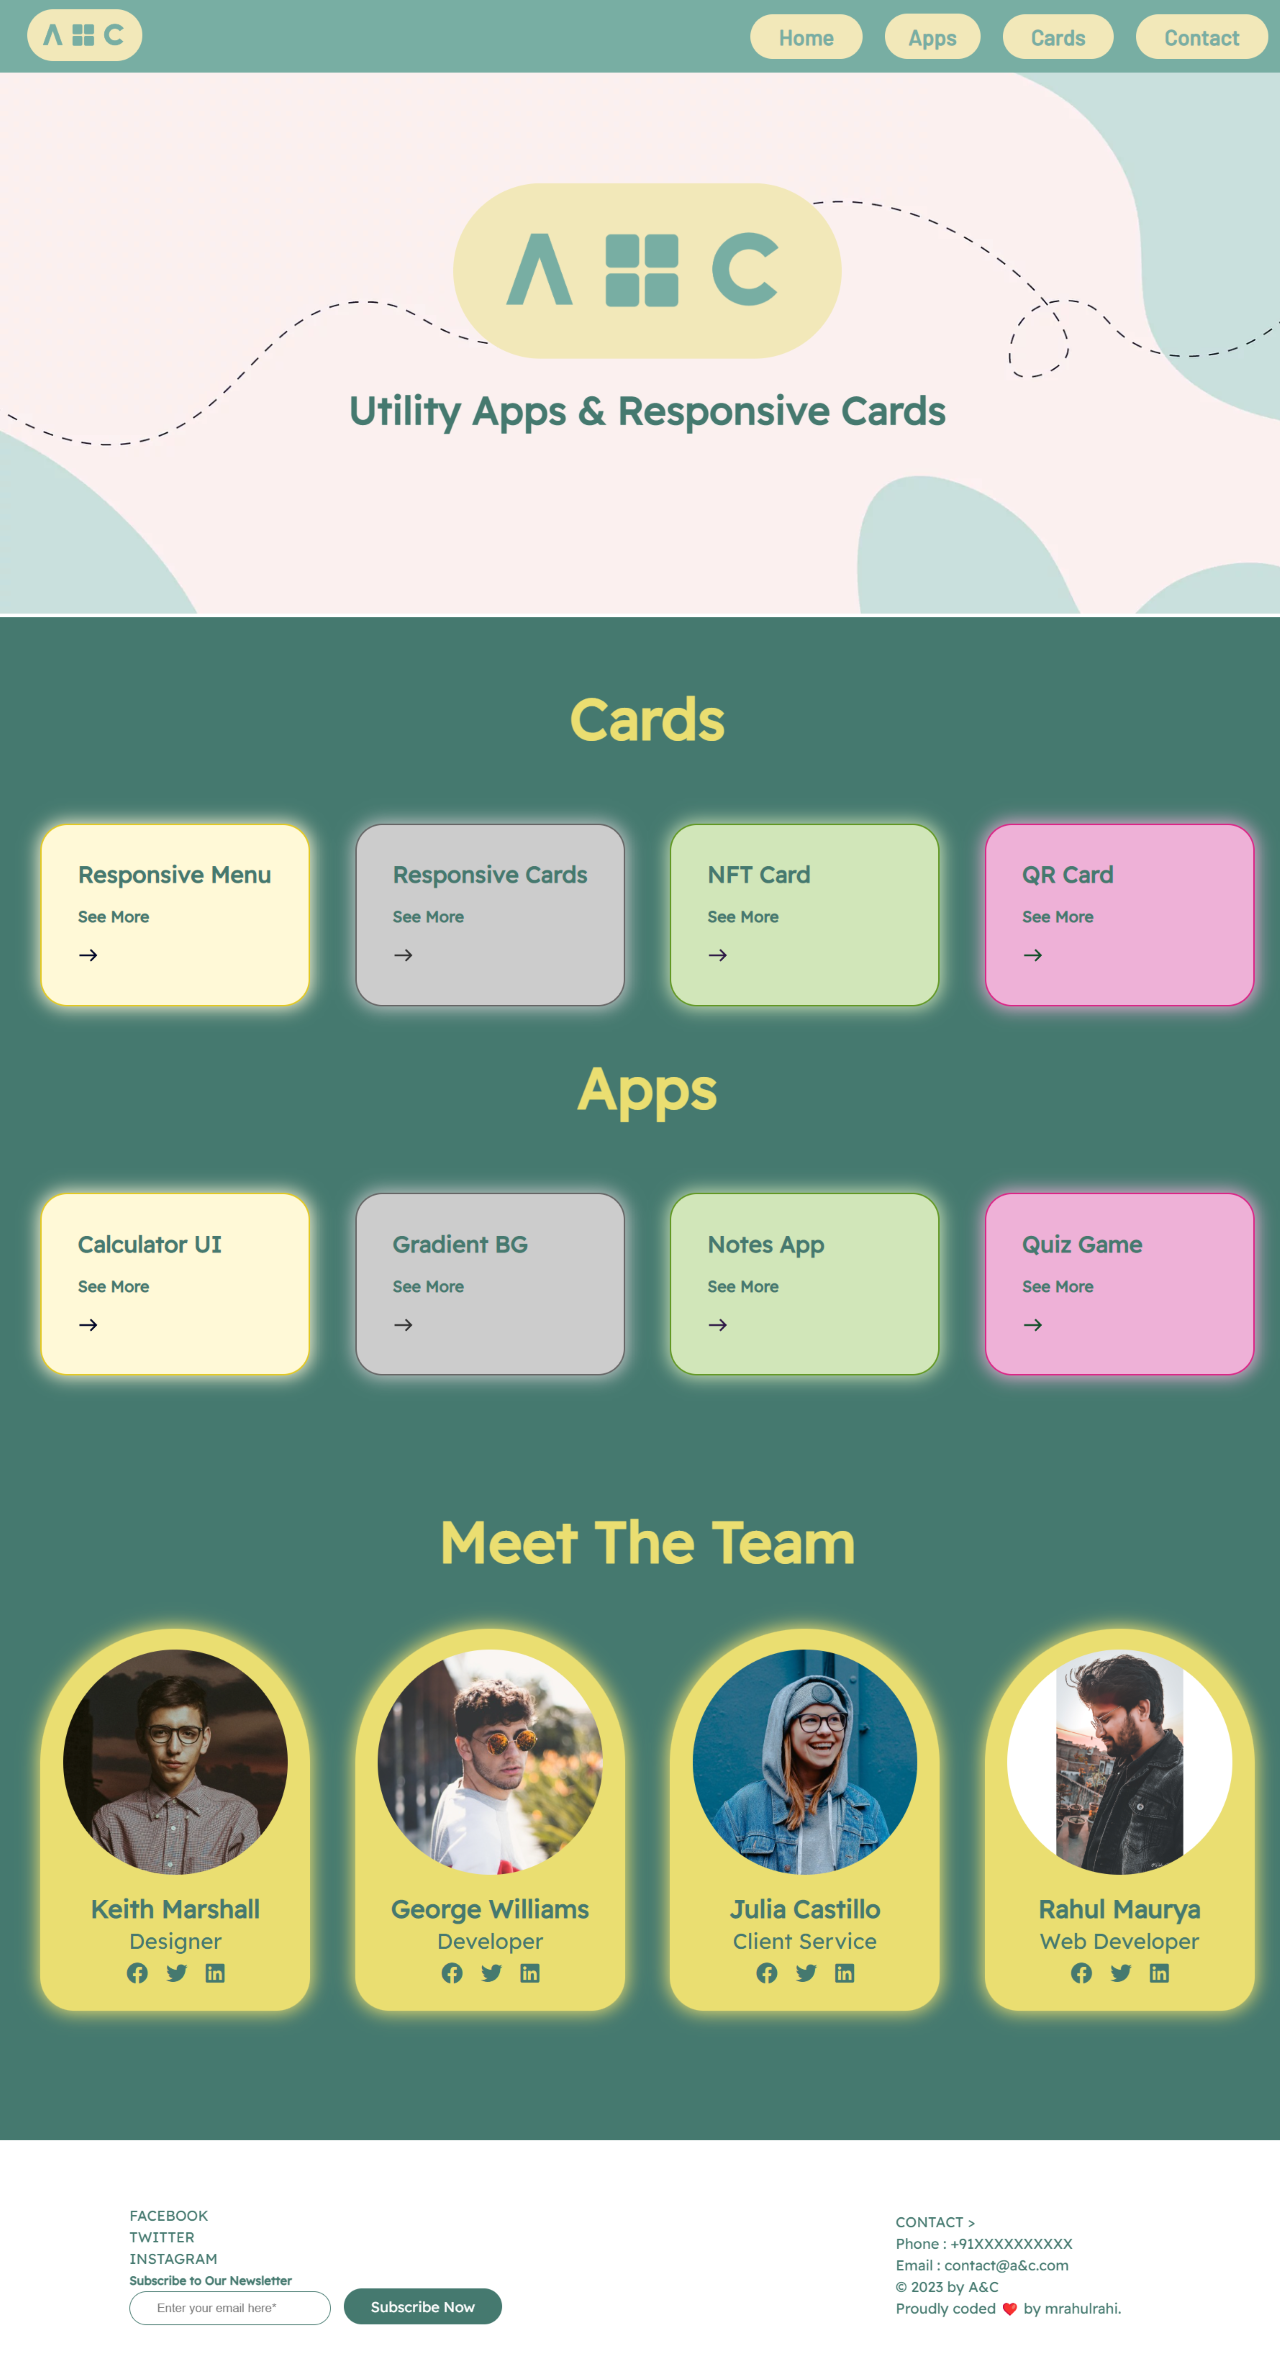 A C
Home
Apps
Cards
Contact
A C
Utility Apps & Responsive Cards
Cards
Responsive Menu
See More
→
Responsive Cards
See More
→
NFT Card
See More
→
QR Card
See More
→
Apps
Calculator UI
See More
→
Gradient BG
See More
→
Notes App
See More
→
Quiz Game
See More
→
Meet The Team
Keith Marshall
Designer
George Williams
Developer
Julia Castillo
Client Service
Rahul Maurya
Web Developer
FACEBOOK
TWITTER
INSTAGRAM
Subscribe to Our Newsletter
Enter your email here*
Subscribe Now
CONTACT >
Phone : +91XXXXXXXXXX
Email : contact@a&c.com
© 2023 by A&C
Proudly coded ❤️ by mrahulrahi.